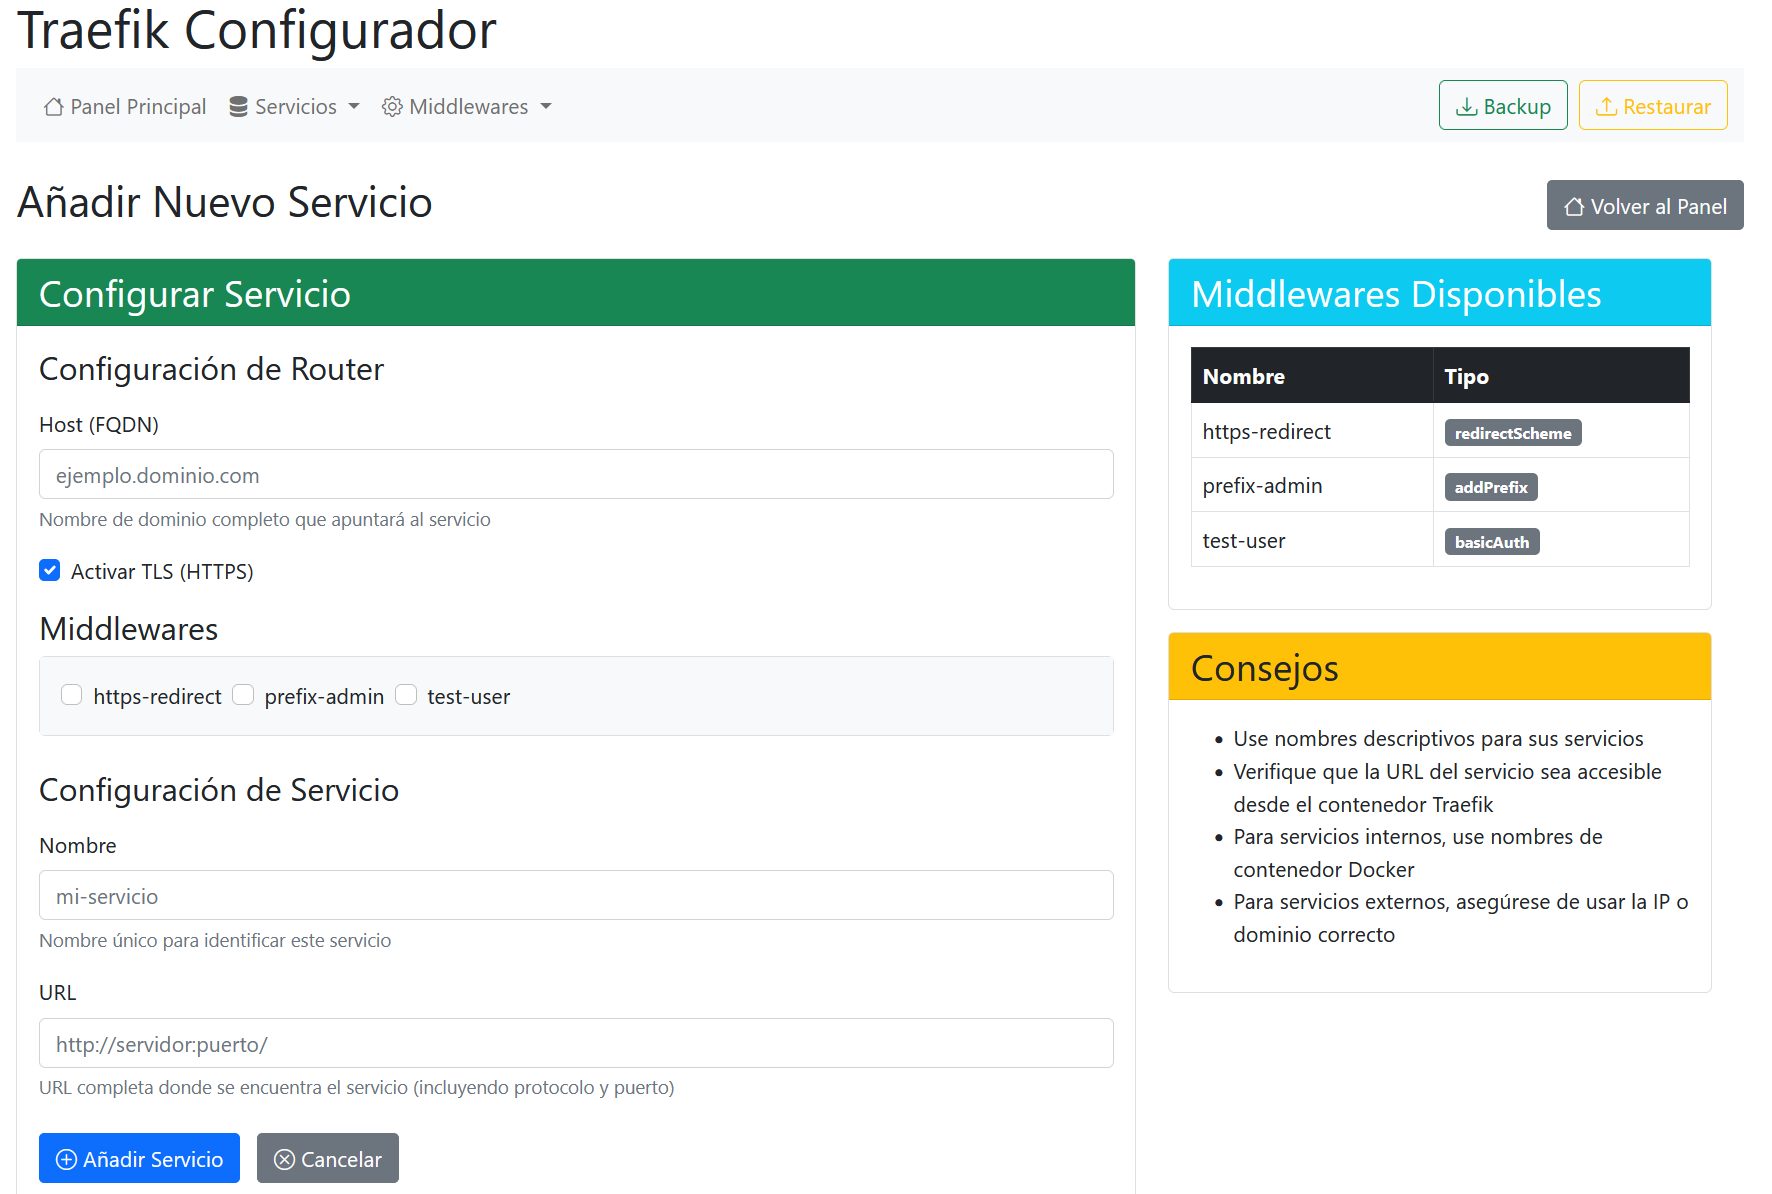 Traefik Configurador
Panel Principal
Servicios
Middlewares
Backup
Restaurar
Añadir Nuevo Servicio
Volver al Panel
Configurar Servicio
Configuración de Router
Host (FQDN)
ejemplo.dominio.com
Nombre de dominio completo que apuntará al servicio
Activar TLS (HTTPS)
Middlewares
https-redirect
prefix-admin
test-user
Configuración de Servicio
Nombre
mi-servicio
Nombre único para identificar este servicio
URL
http://servidor:puerto/
URL completa donde se encuentra el servicio (incluyendo protocolo y puerto)
Añadir Servicio
Cancelar
Middlewares Disponibles
Nombre Tipo
https-redirect redirectScheme
prefix-admin addPrefix
test-user basicAuth
Consejos
Use nombres descriptivos para sus servicios
Verifique que la URL del servicio sea accesible
desde el contenedor Traefik
Para servicios internos, use nombres de
contenedor Docker
Para servicios externos, asegúrese de usar la IP o
dominio correcto